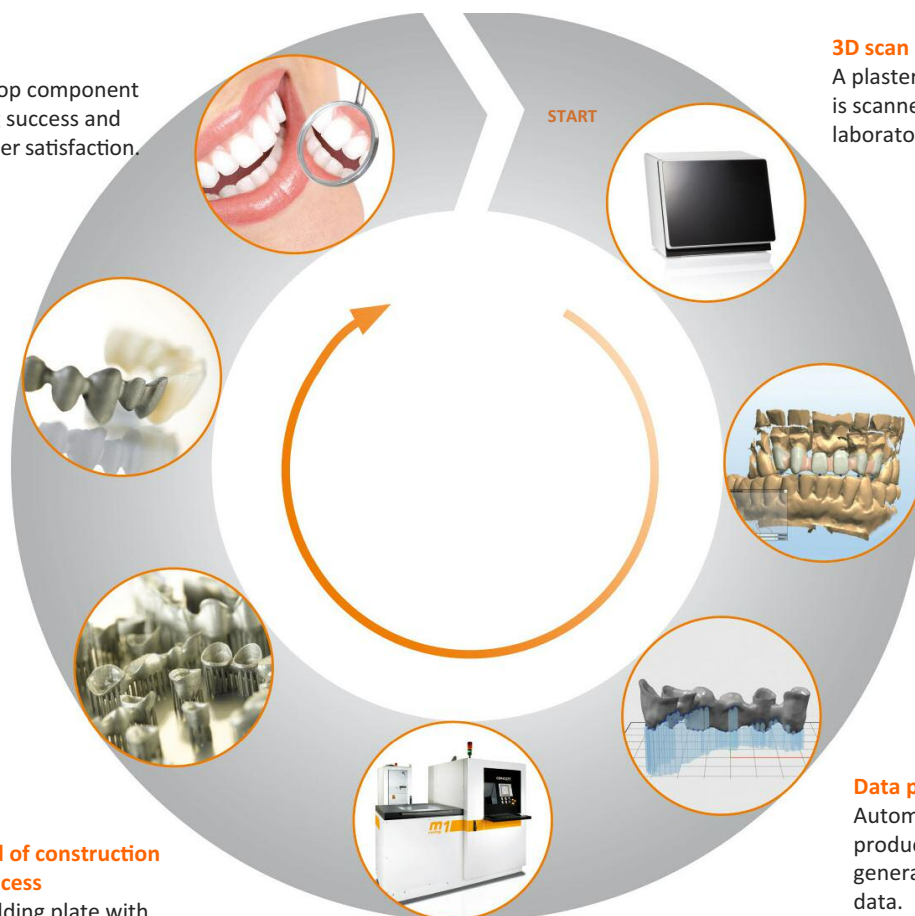 op component
success and
er satisfaction.
START
3D scan
A plaster
is scanne
laborato
m1
Data p
Autom
produc
genera
data.
l of construction
cess
lding plate with